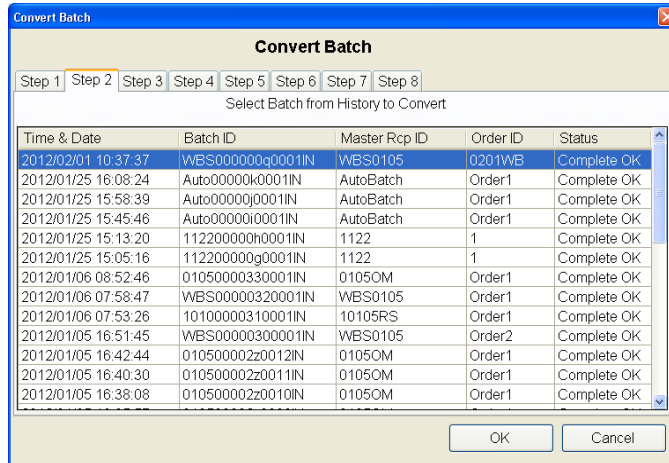 Convert Batch
Convert Batch
Step 1 Step 2 Step 3 Step 4 Step 5 Step 6 Step 7 Step 8
Select Batch from History to Convert
Time & Date Batch ID Master Rcp ID Order ID Status
2012/02/01 10:37:37 WBS000000q0001IN WBS0105 0201WB Complete OK
2012/01/25 16:08:24 Auto00000k0001IN AutoBatch Order1 Complete OK
2012/01/25 15:58:39 Auto00000j0001IN AutoBatch Order1 Complete OK
2012/01/25 15:45:46 Auto00000i0001IN AutoBatch Order1 Complete OK
2012/01/25 15:13:20 112200000h0001IN 1122 1 Complete OK
2012/01/25 15:05:16 112200000g0001IN 1122 1 Complete OK
2012/01/06 08:52:46 01050000330001IN 0105OM Order1 Complete OK
2012/01/06 07:58:47 WBS00000320001IN WBS0105 Order1 Complete OK
2012/01/06 07:53:26 10100000310001IN 10105RS Order1 Complete OK
2012/01/05 16:51:45 WBS00000300001IN WBS0105 Order2 Complete OK
2012/01/05 16:42:44 010500002z0012IN 0105OM Order1 Complete OK
2012/01/05 16:40:30 010500002z0011IN 0105OM Order1 Complete OK
2012/01/05 16:38:08 010500002z0010IN 0105OM Order1 Complete OK
OK Cancel